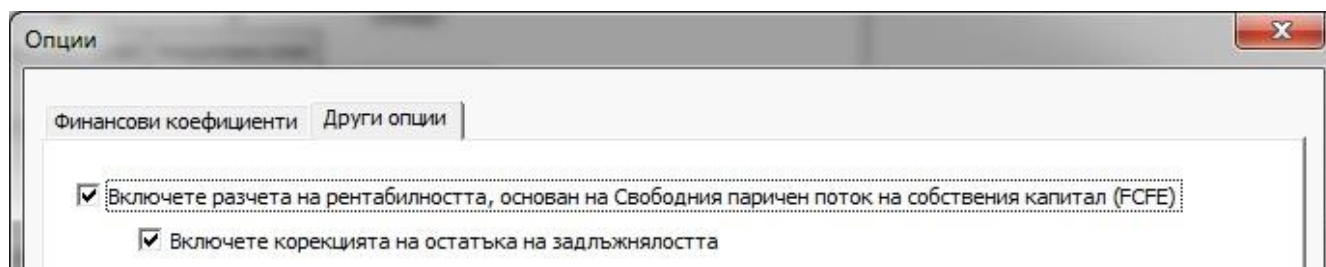 Опции
Финансови коефициенти Други опции
Включете разчета на рентабилността, основан на Свободния паричен поток на собствения капитал (FCFE)
Включете корекцията на остатъка на задлъжнялостта